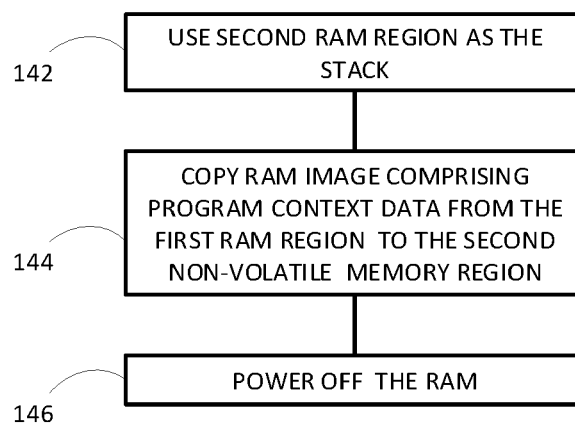 USE SECOND RAM REGION AS THE
STACK
142
COPY RAM IMAGE COMPRISING
PROGRAM CONTEXT DATA FROM THE
FIRST RAM REGION TO THE SECOND
NON-VOLATILE MEMORY REGION
144
POWER OFF THE RAM
146